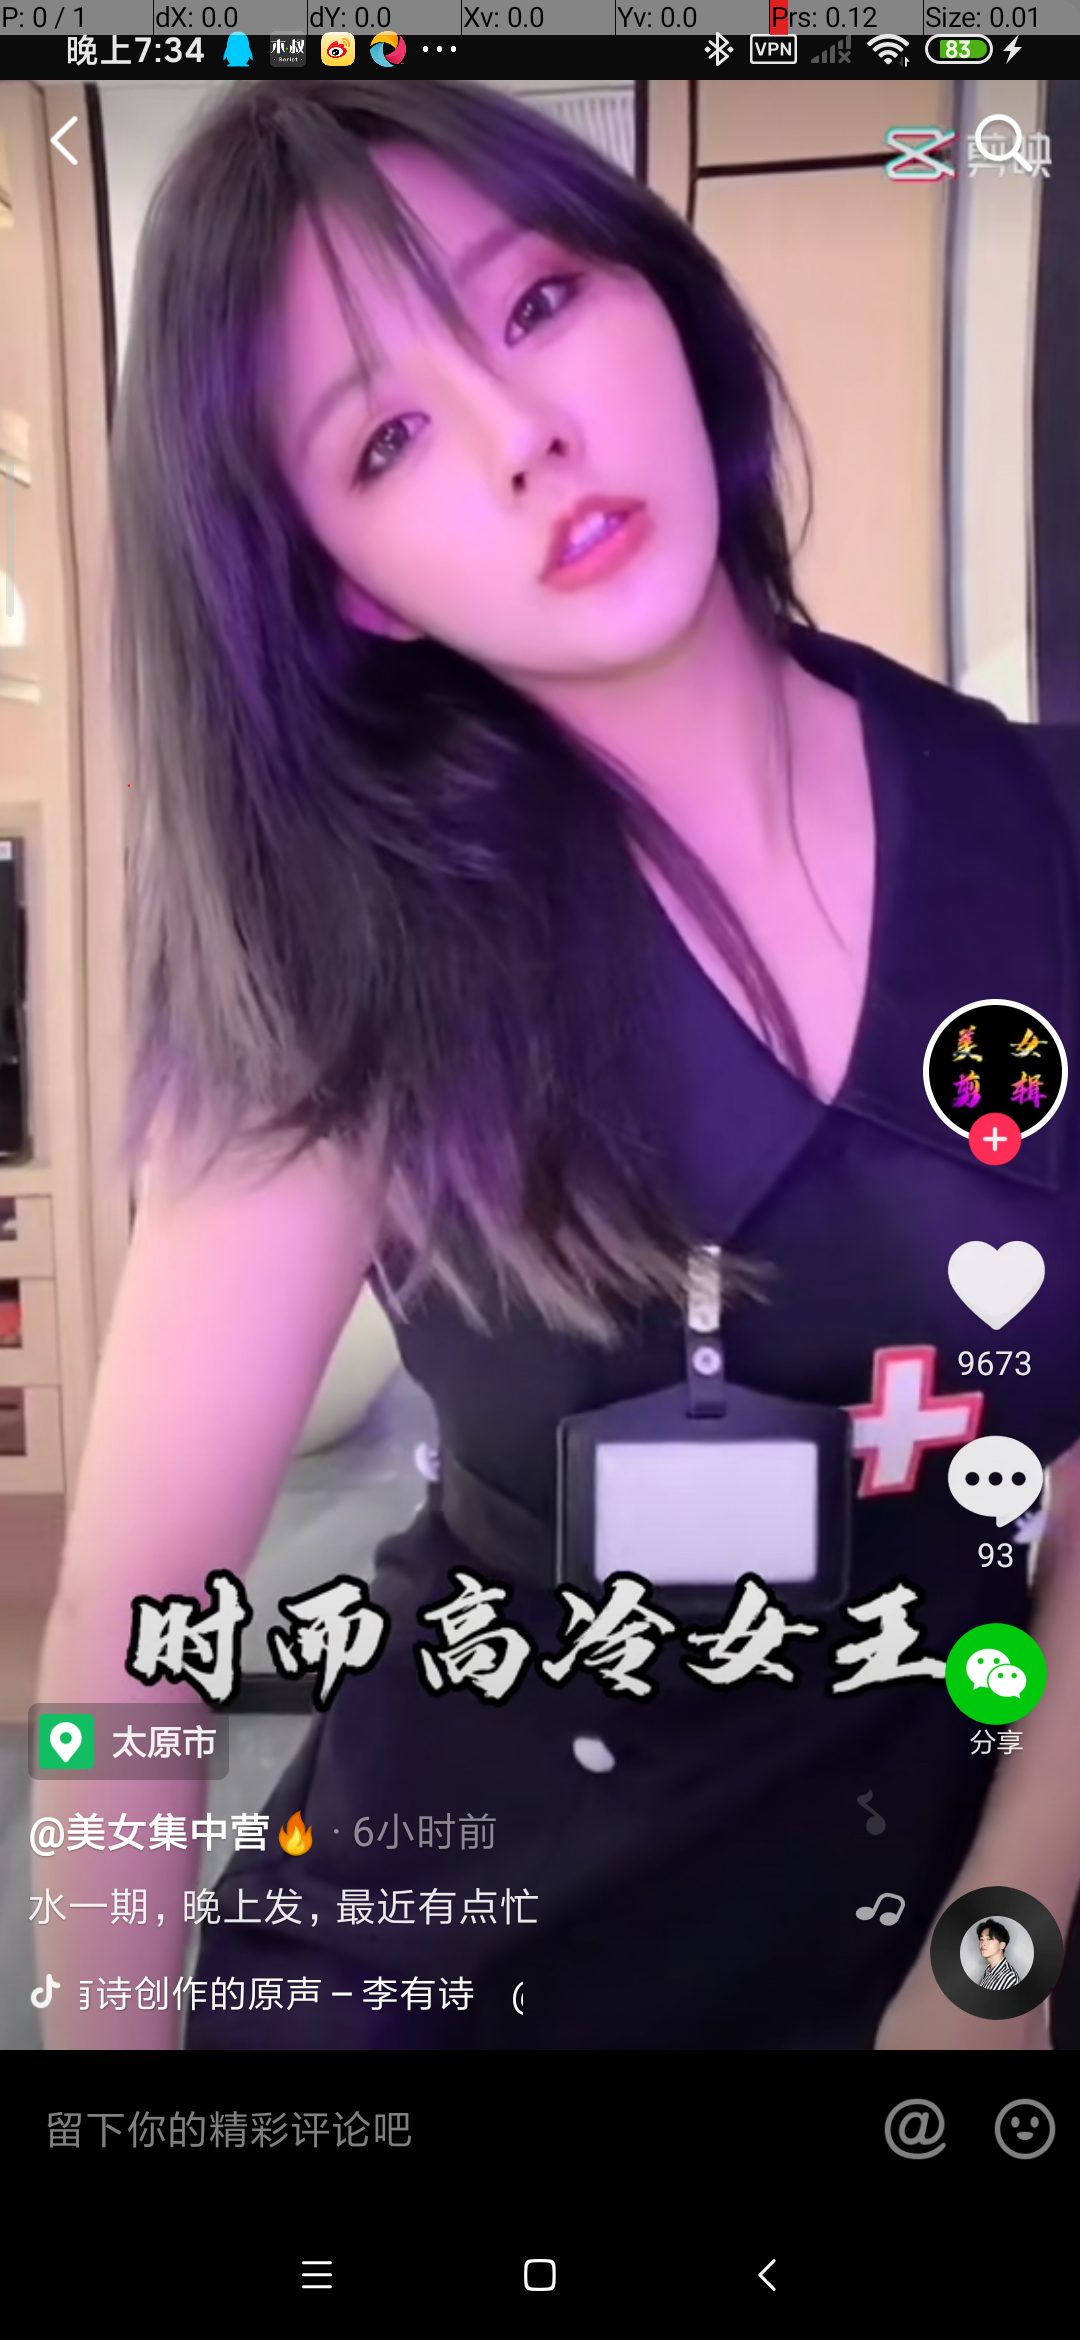 P: 0 / 1 dX: 0.0 dY: 0.0 Xv: 0.0 Yv: 0.0 Prs: 0.12 Size: 0.01
晚上7:34 木叔 Script VPN 83
剪映
美女
剪辑
9673
93
时而高冷女王
分享
太原市
@美女集中营🔥 · 6小时前
水一期，晚上发，最近有点忙
有诗创作的原声 – 李有诗 (
留下你的精彩评论吧